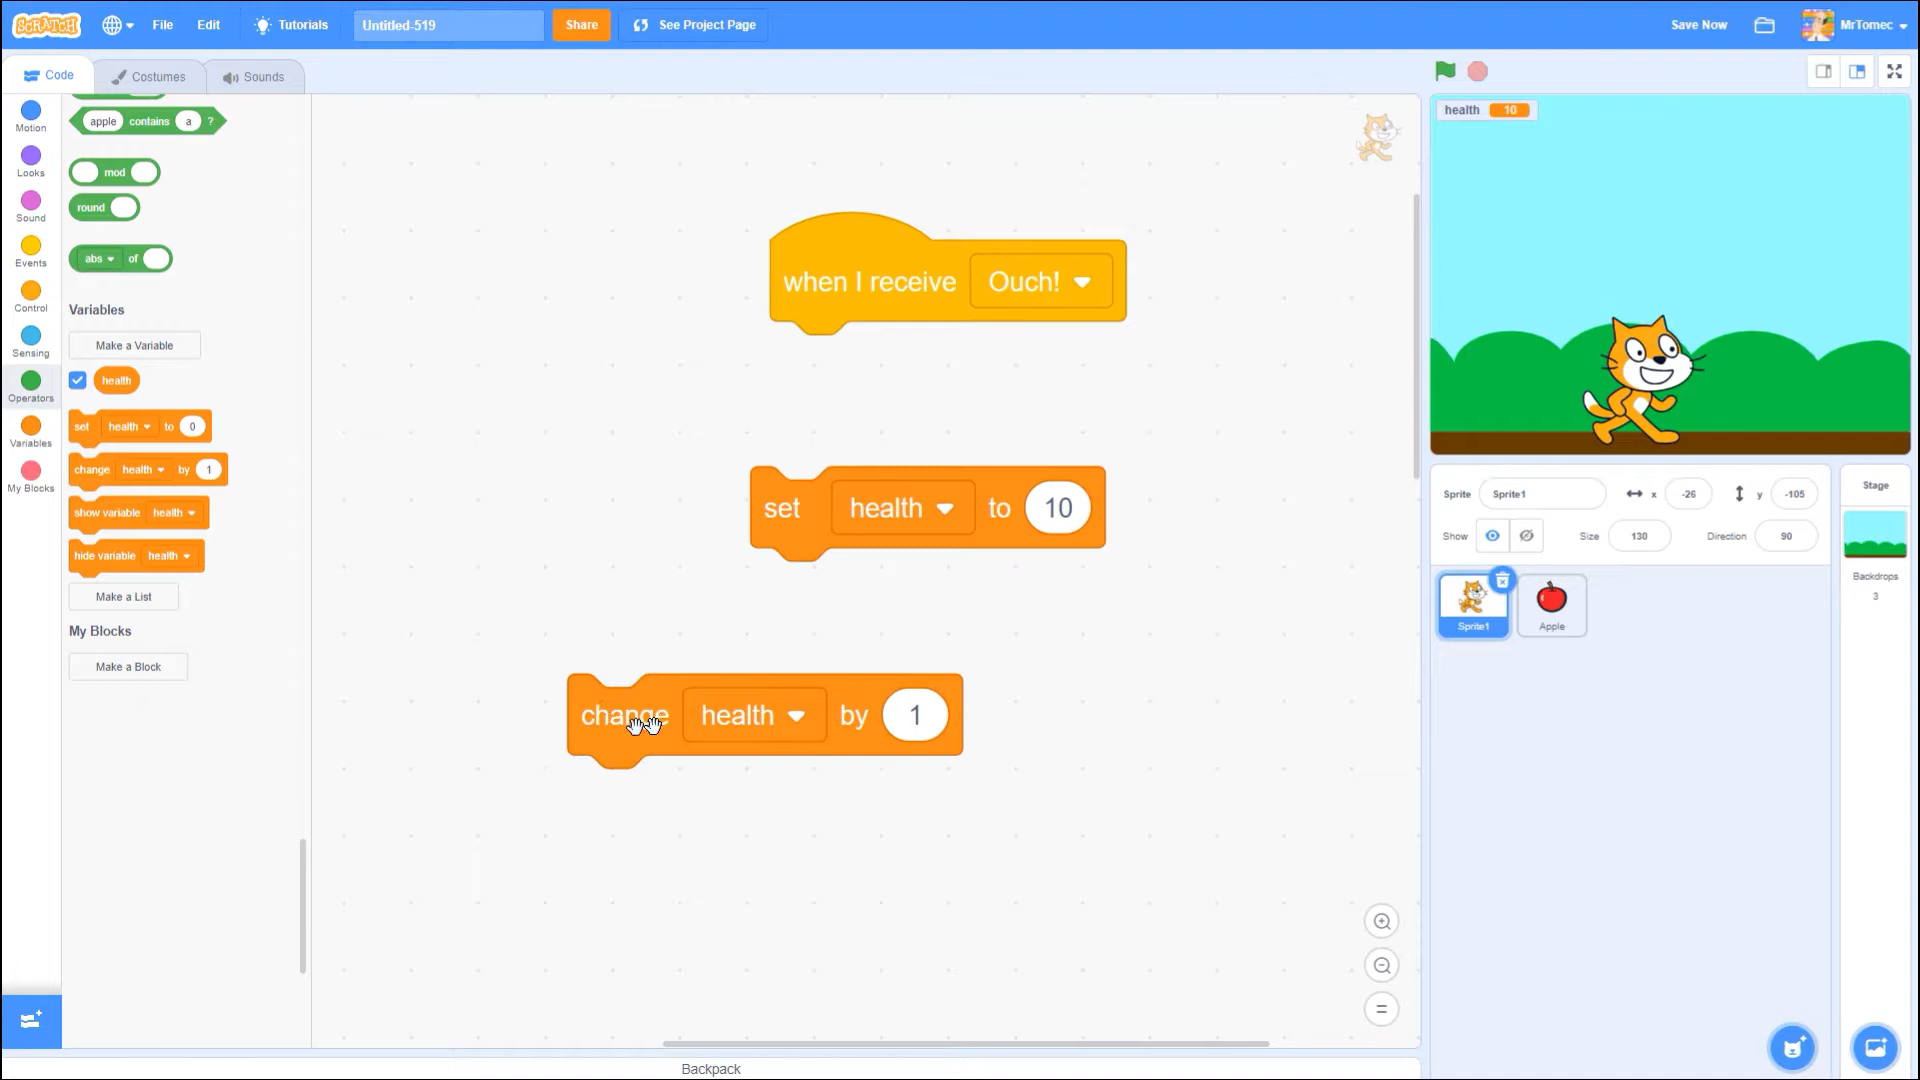 SCRATCH
File
Edit
Tutorials
Untitled-519
Share
See Project Page
Save Now
MrTomec
Code
Costumes
Sounds
Motion
Looks
Sound
Events
Control
Sensing
Operators
Variables
My Blocks
apple contains a ?
mod
round
abs of
Variables
Make a Variable
health
set health to 0
change health by 1
show variable health
hide variable health
Make a List
My Blocks
Make a Block
when I receive Ouch!
set health to 10
change health by 1
Backpack
health 10
Sprite Sprite1 x -26 y -105
Show Size 130 Direction 90
Sprite1
Apple
Stage
Backdrops
3